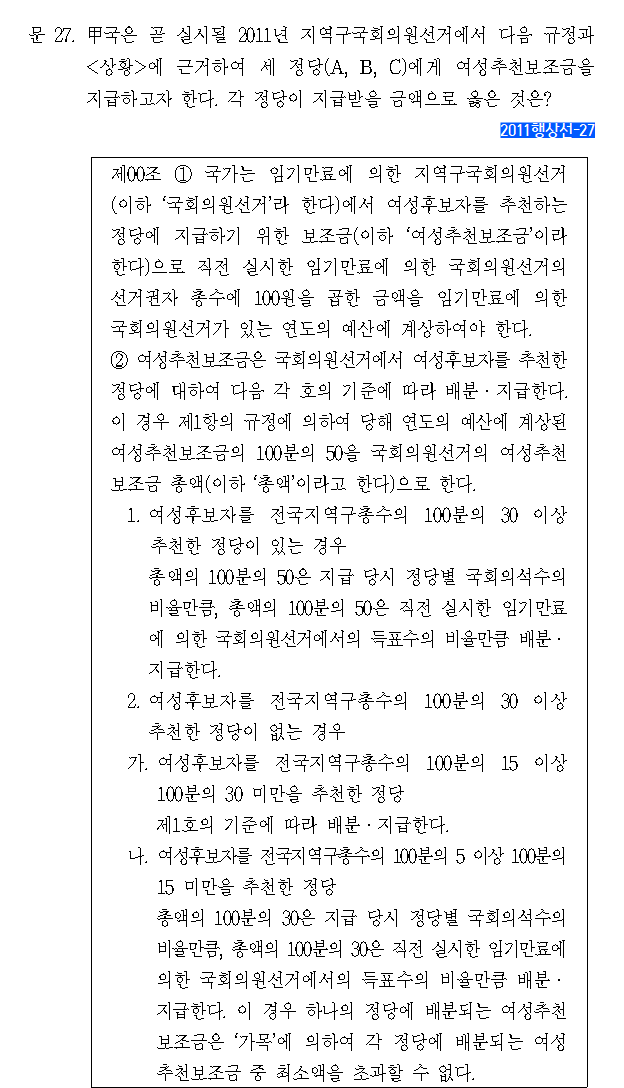 문 27. 甲국은 곧 실시될 2011년 지역구국회의원선거에서 다음 규정과
<상황>에 근거하여 세 정당(A, B, C)에게 여성추천보조금을
지급하고자 한다. 각 정당이 지급받을 금액으로 옳은 것은?
2011행상선-27
제00조 ① 국가는 임기만료에 의한 지역구국회의원선거
(이하 ‘국회의원선거’라 한다)에서 여성후보자를 추천하는
정당에 지급하기 위한 보조금(이하 ‘여성추천보조금’이라
한다)으로 직전 실시한 임기만료에 의한 국회의원선거의
선거권자 총수에 100원을 곱한 금액을 임기만료에 의한
국회의원선거가 있는 연도의 예산에 계상하여야 한다.
② 여성추천보조금은 국회의원선거에서 여성후보자를 추천한
정당에 대하여 다음 각 호의 기준에 따라 배분·지급한다.
이 경우 제1항의 규정에 의하여 당해 연도의 예산에 계상된
여성추천보조금의 100분의 50을 국회의원선거의 여성추천
보조금 총액(이하 ‘총액’이라고 한다)으로 한다.
1. 여성후보자를 전국지역구총수의 100분의 30 이상
추천한 정당이 있는 경우
총액의 100분의 50은 지급 당시 정당별 국회의석수의
비율만큼, 총액의 100분의 50은 직전 실시한 임기만료
에 의한 국회의원선거에서의 득표수의 비율만큼 배분·
지급한다.
2. 여성후보자를 전국지역구총수의 100분의 30 이상
추천한 정당이 없는 경우
가. 여성후보자를 전국지역구총수의 100분의 15 이상
100분의 30 미만을 추천한 정당
제1호의 기준에 따라 배분·지급한다.
나. 여성후보자를 전국지역구총수의 100분의 5 이상 100분의
15 미만을 추천한 정당
총액의 100분의 30은 지급 당시 정당별 국회의석수의
비율만큼, 총액의 100분의 30은 직전 실시한 임기만료에
의한 국회의원선거에서의 득표수의 비율만큼 배분·
지급한다. 이 경우 하나의 정당에 배분되는 여성추천
보조금은 ‘가목’에 의하여 각 정당에 배분되는 여성
추천보조금 중 최소액을 초과할 수 없다.